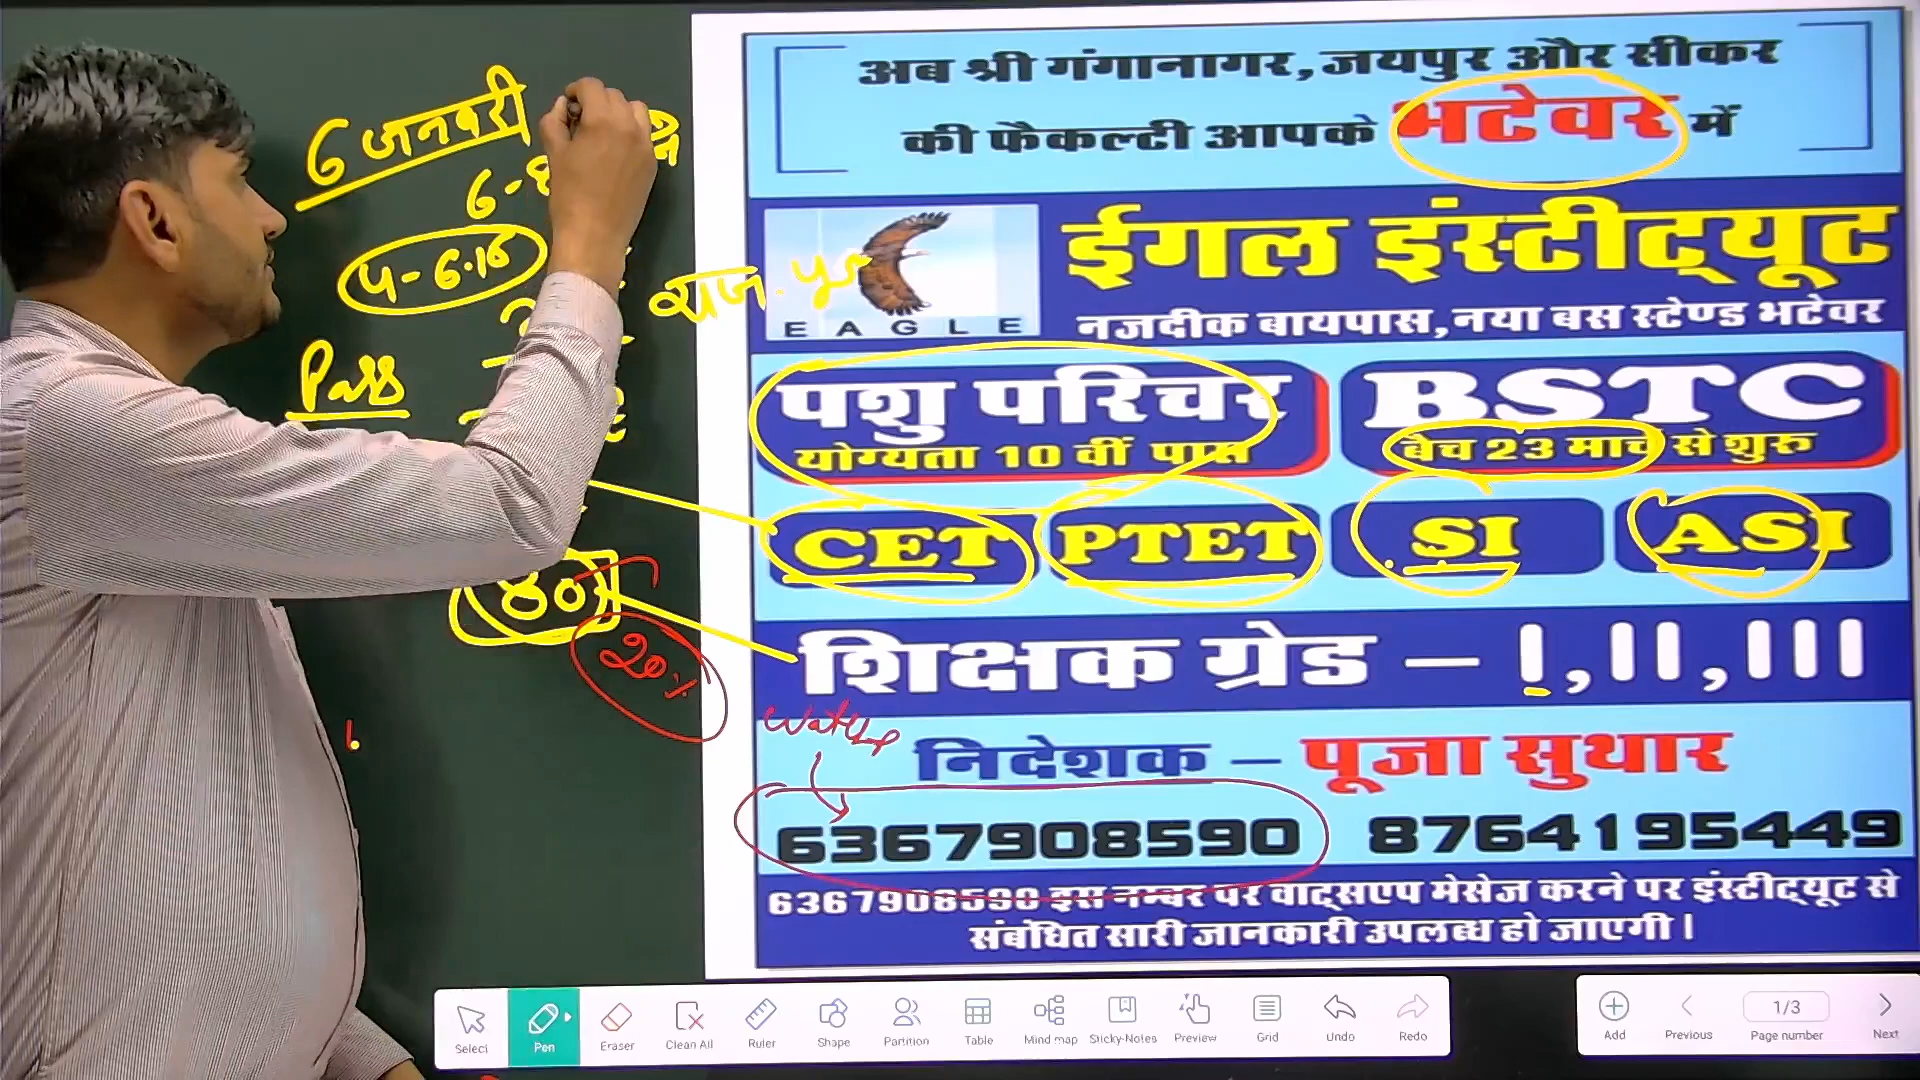 6 जनवरी
6-8
4-6.16
Pass
80%
20%
राज. पु
अब श्री गंगानागर, जयपुर और सीकर
की फैकल्टी आपको भटेवर में
EAGLE
ईगल इंस्टीट्यूट
नजदीक बायपास, नया बस स्टेण्ड भटेवर
पशु परिचर
योग्यता 10 वीं पास
BSTC
बैच 23 मार्च से शुरू
CET
PTET
SI
ASI
शिक्षक ग्रेड – I, II, III
निदेशक – पूजा सुथार
6367908590 8764195449
6367908590 इस नम्बर पर वाट्सएप मेसेज करने पर इंस्टीट्यूट से
संबंधित सारी जानकारी उपलब्ध हो जाएगी।
Select
Pen
Eraser
Clean All
Ruler
Shape
Partition
Table
Mind map
Sticky-Notes
Preview
Grid
Undo
Redo
Add
Previous
1/3
Page number
Next